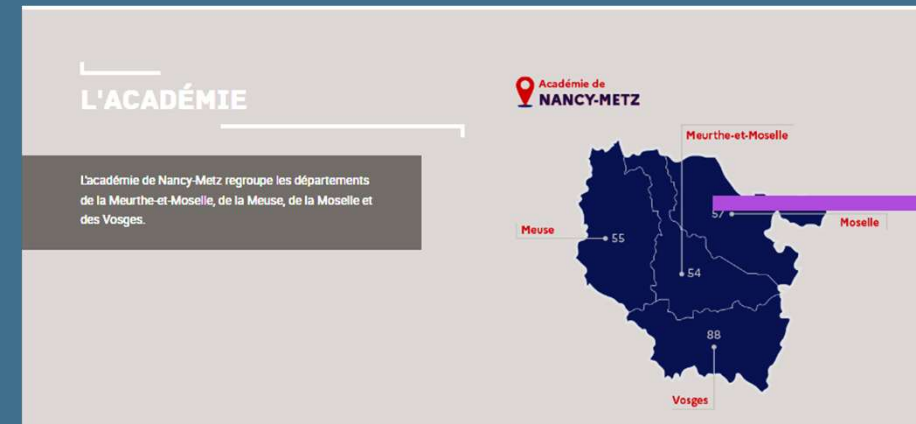 L'ACADÉMIE
L'académie de Nancy-Metz regroupe les départements
de la Meurthe-et-Moselle, de la Meuse, de la Moselle et
des Vosges.
Académie de
NANCY-METZ
Meurthe-et-Moselle
57
Moselle
Meuse
55
54
88
Vosges